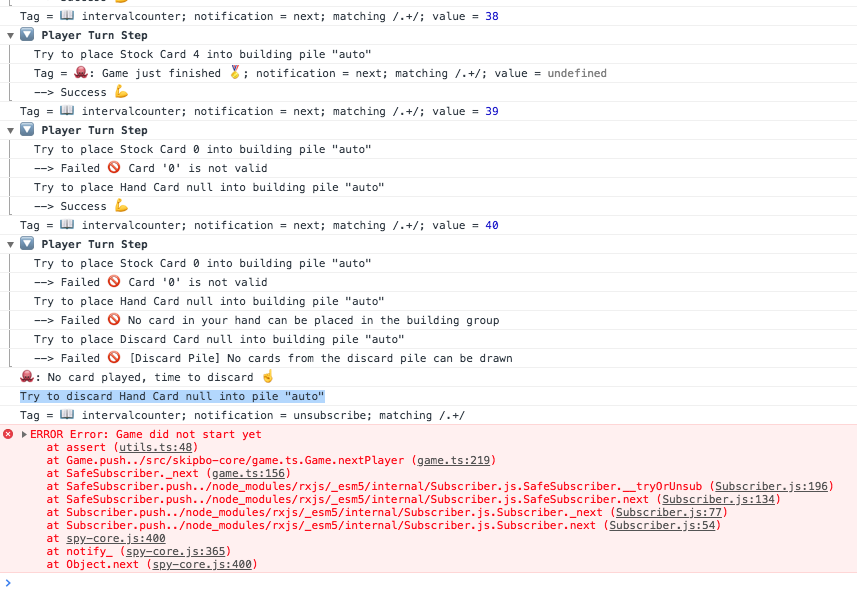 Success 💪
Tag = 📖 intervalcounter; notification = next; matching /.+/; value = 38
▼ 🔽 Player Turn Step
Try to place Stock Card 4 into building pile "auto"
Tag = 🐙: Game just finished 🏅; notification = next; matching /.+/; value = undefined
——> Success 💪
Tag = 📖 intervalcounter; notification = next; matching /.+/; value = 39
▼ 🔽 Player Turn Step
Try to place Stock Card 0 into building pile "auto"
——> Failed 🚫 Card '0' is not valid
Try to place Hand Card null into building pile "auto"
——> Success 💪
Tag = 📖 intervalcounter; notification = next; matching /.+/; value = 40
▼ 🔽 Player Turn Step
Try to place Stock Card 0 into building pile "auto"
——> Failed 🚫 Card '0' is not valid
Try to place Hand Card null into building pile "auto"
——> Failed 🚫 No card in your hand can be placed in the building group
Try to place Discard Card null into building pile "auto"
——> Failed 🚫 [Discard Pile] No cards from the discard pile can be drawn
🐙: No card played, time to discard ☝️
Try to discard Hand Card null into pile "auto"
Tag = 📖 intervalcounter; notification = unsubscribe; matching /.+/
▶ERROR Error: Game did not start yet
at assert (utils.ts:48)
at Game.push../src/skipbo-core/game.ts.Game.nextPlayer (game.ts:219)
at SafeSubscriber._next (game.ts:156)
at SafeSubscriber.push../node_modules/rxjs/_esm5/internal/Subscriber.js.SafeSubscriber.__tryOrUnsub (Subscriber.js:196)
at SafeSubscriber.push../node_modules/rxjs/_esm5/internal/Subscriber.js.SafeSubscriber.next (Subscriber.js:134)
at Subscriber.push../node_modules/rxjs/_esm5/internal/Subscriber.js.Subscriber._next (Subscriber.js:77)
at Subscriber.push../node_modules/rxjs/_esm5/internal/Subscriber.js.Subscriber.next (Subscriber.js:54)
at spy-core.js:400
at notify_ (spy-core.js:365)
at Object.next (spy-core.js:400)
>